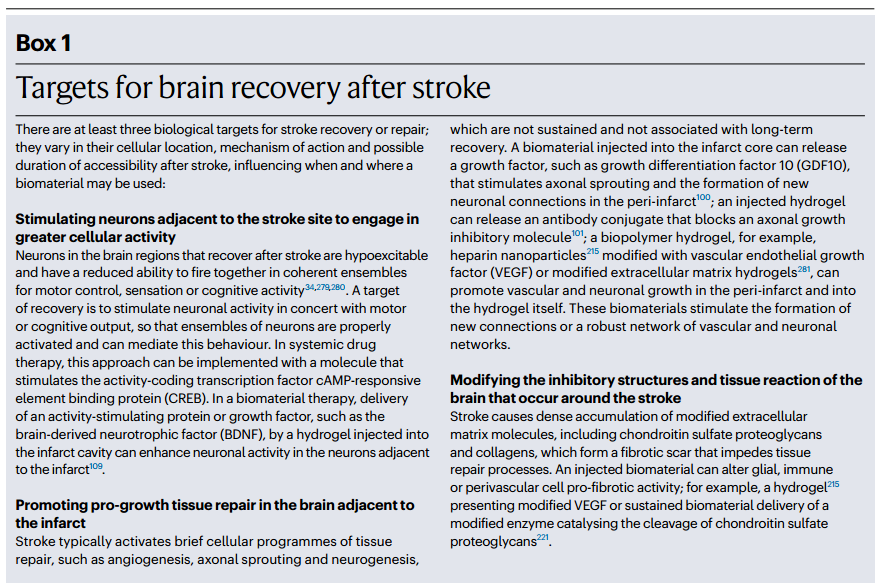 Box 1
Targets for brain recovery after stroke
There are at least three biological targets for stroke recovery or repair;
they vary in their cellular location, mechanism of action and possible
duration of accessibility after stroke, influencing when and where a
biomaterial may be used:
Stimulating neurons adjacent to the stroke site to engage in
greater cellular activity
Neurons in the brain regions that recover after stroke are hypoexcitable
and have a reduced ability to fire together in coherent ensembles
for motor control, sensation or cognitive activity34,279,280. A target
of recovery is to stimulate neuronal activity in concert with motor
or cognitive output, so that ensembles of neurons are properly
activated and can mediate this behaviour. In systemic drug
therapy, this approach can be implemented with a molecule that
stimulates the activity-coding transcription factor cAMP-responsive
element binding protein (CREB). In a biomaterial therapy, delivery
of an activity-stimulating protein or growth factor, such as the
brain-derived neurotrophic factor (BDNF), by a hydrogel injected into
the infarct cavity can enhance neuronal activity in the neurons adjacent
to the infarct109.
Promoting pro-growth tissue repair in the brain adjacent to
the infarct
Stroke typically activates brief cellular programmes of tissue
repair, such as angiogenesis, axonal sprouting and neurogenesis,
which are not sustained and not associated with long-term
recovery. A biomaterial injected into the infarct core can release
a growth factor, such as growth differentiation factor 10 (GDF10),
that stimulates axonal sprouting and the formation of new
neuronal connections in the peri-infarct100; an injected hydrogel
can release an antibody conjugate that blocks an axonal growth
inhibitory molecule101; a biopolymer hydrogel, for example,
heparin nanoparticles215 modified with vascular endothelial growth
factor (VEGF) or modified extracellular matrix hydrogels281, can
promote vascular and neuronal growth in the peri-infarct and into
the hydrogel itself. These biomaterials stimulate the formation of
new connections or a robust network of vascular and neuronal
networks.
Modifying the inhibitory structures and tissue reaction of the
brain that occur around the stroke
Stroke causes dense accumulation of modified extracellular
matrix molecules, including chondroitin sulfate proteoglycans
and collagens, which form a fibrotic scar that impedes tissue
repair processes. An injected biomaterial can alter glial, immune
or perivascular cell pro-fibrotic activity; for example, a hydrogel215
presenting modified VEGF or sustained biomaterial delivery of a
modified enzyme catalysing the cleavage of chondroitin sulfate
proteoglycans221.